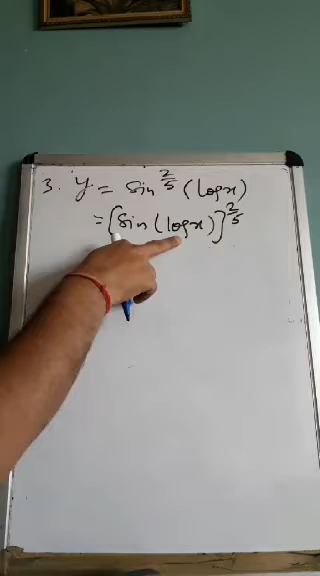 3. y = sin^{2/5} (log x)
= [sin (log x)]^{2/5}